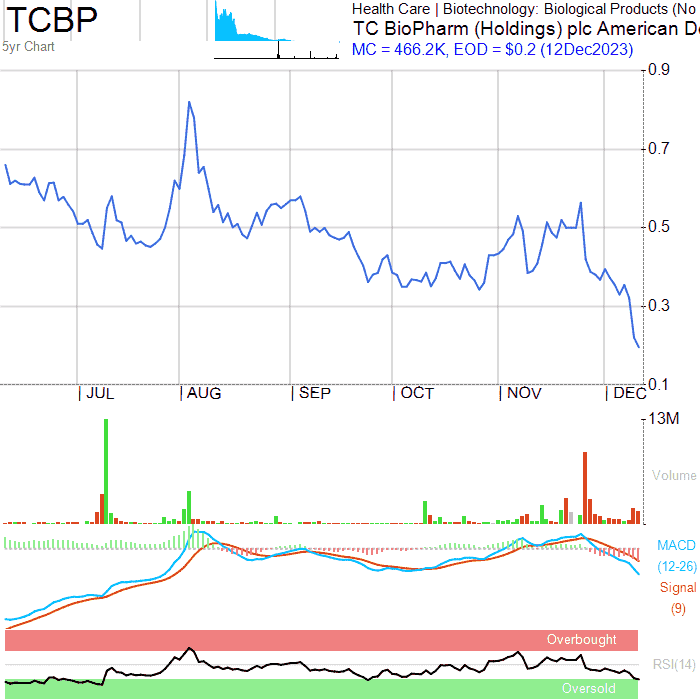 TCBP
5yr Chart
Health Care | Biotechnology: Biological Products (No
TC BioPharm (Holdings) plc American De
MC = 466.2K, EOD = $0.2 (12Dec2023)
0.9
0.7
0.5
0.3
0.1
| JUL | AUG | SEP | OCT | NOV | DEC
13M
Volume
MACD
(12-26)
Signal
(9)
Overbought
RSI(14)
Oversold